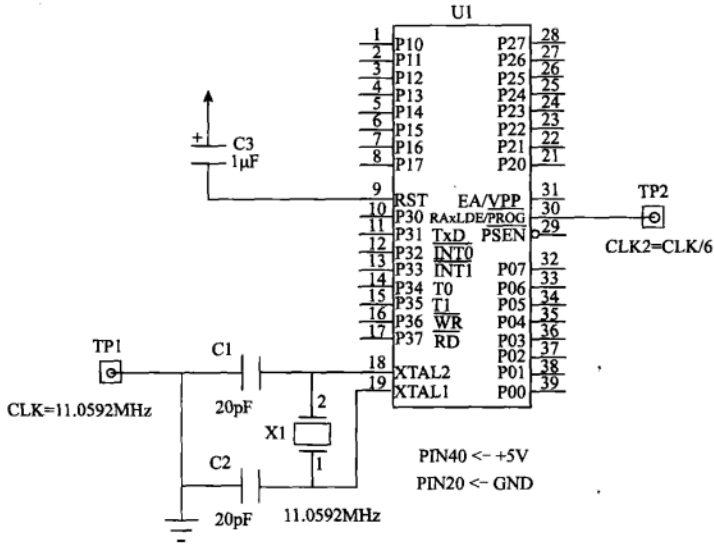 U1
1 P10 P27 28
2 P11 P26 27
3 P12 P25 26
4 P13 P24 25
5 P14 P23 24
6 P15 P22 23
7 P16 P21 22
8 P17 P20 21
+ C3
1μF
9 RST EA/VPP 31
10 P30 RAxLDE/PROG 30
11 P31 TxD PSEN 29
12 P32 INT0
13 P33 INT1 P07 32
14 P34 T0 P06 33
15 P35 T1 P05 34
16 P36 WR P04 35
17 P37 RD P03 36
P02 37
18 XTAL2 P01 38
19 XTAL1 P00 39
TP2
CLK2=CLK/6
TP1
CLK=11.0592MHz
C1
20pF
2
X1
1
C2
20pF
11.0592MHz
PIN40 <- +5V
PIN20 <- GND